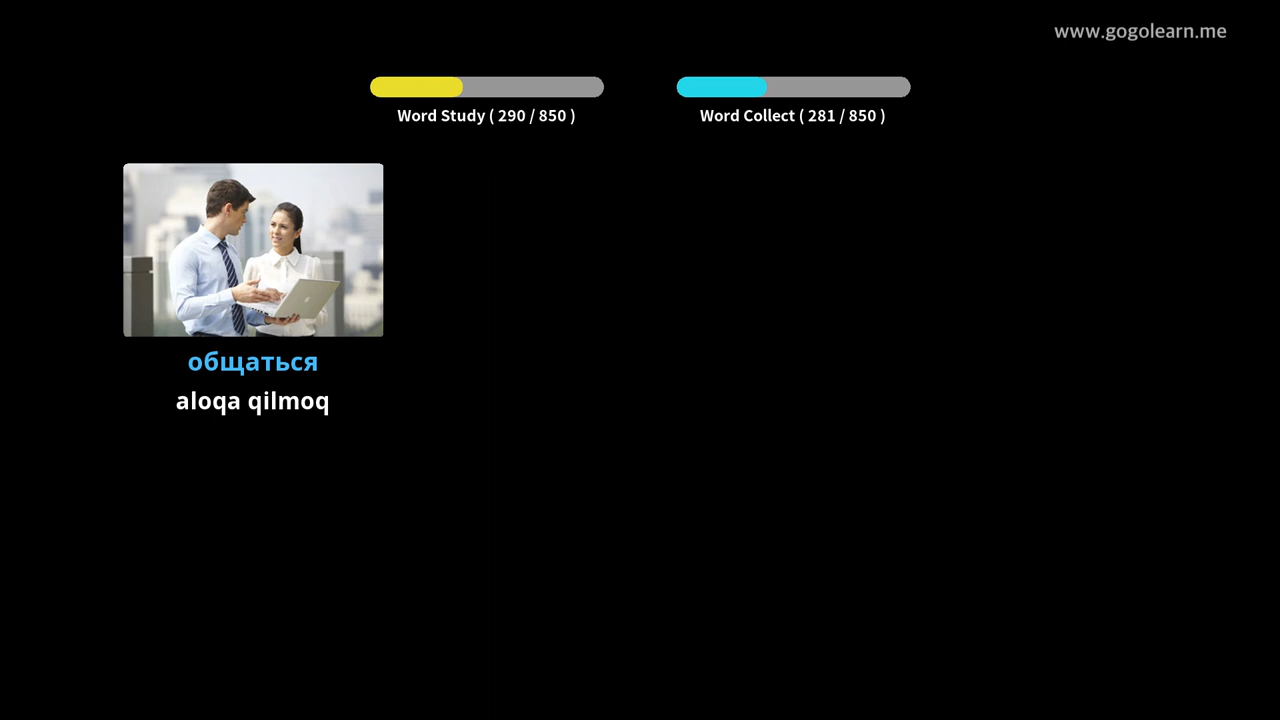 www.gogolearn.me
Word Study ( 290 / 850 )
Word Collect ( 281 / 850 )
общаться
aloqa qilmoq